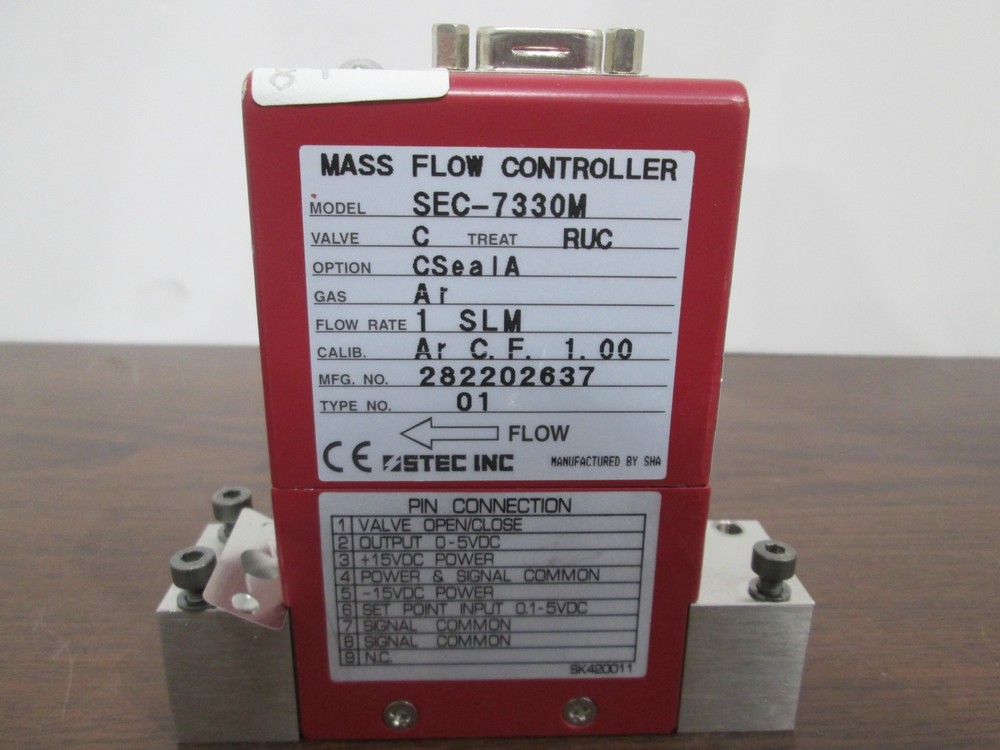 MASS FLOW CONTROLLER
MODEL SEC-7330M
VALVE C TREAT RUC
OPTION CSealA
GAS Ar
FLOW RATE 1 SLM
CALIB. Ar C.F. 1.00
MFG. NO. 282202637
TYPE NO. 01
FLOW
CE STEC INC MANUFACTURED BY SHA
PIN CONNECTION
1 VALVE OPEN/CLOSE
2 OUTPUT 0-5VDC
3 +15VDC POWER
4 POWER & SIGNAL COMMON
5 -15VDC POWER
6 SET POINT INPUT 0.1-5VDC
7 SIGNAL COMMON
8 SIGNAL COMMON
9 N.C.
SK420011